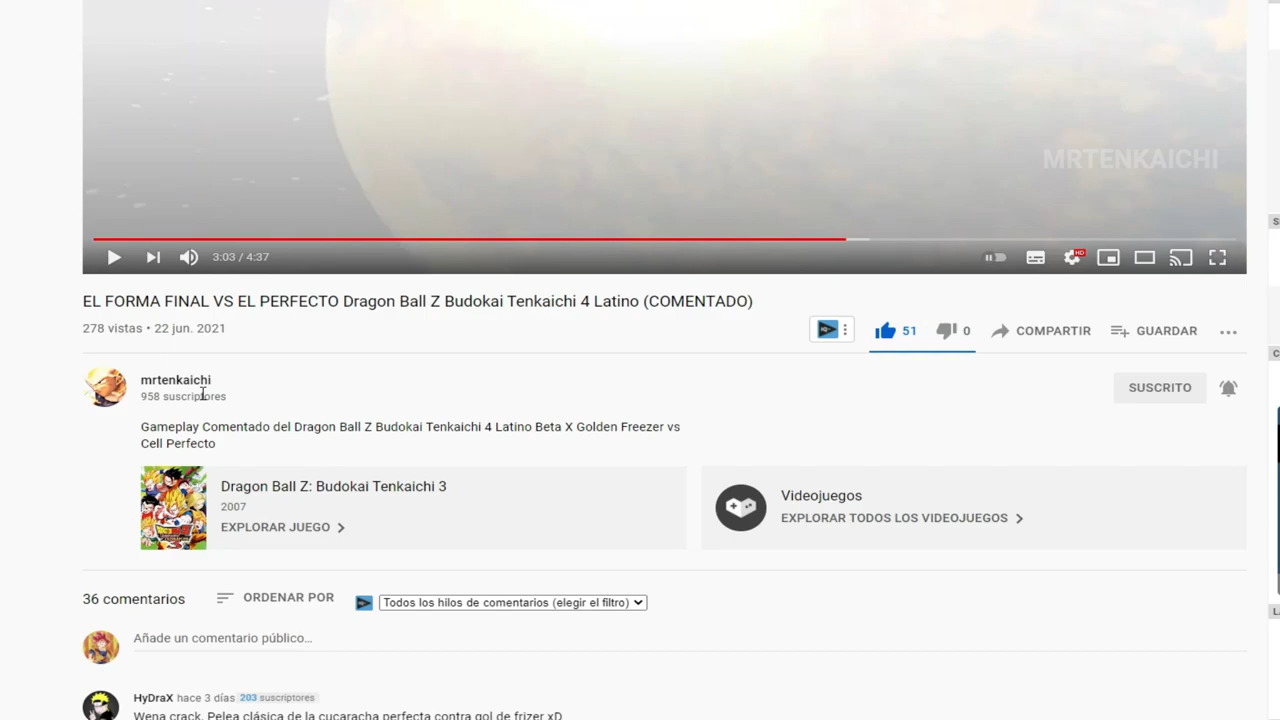 MRTENKAICHI
3:03 / 4:37
HD
EL FORMA FINAL VS EL PERFECTO Dragon Ball Z Budokai Tenkaichi 4 Latino (COMENTADO)
278 vistas • 22 jun. 2021
51
0
COMPARTIR
GUARDAR
mrtenkaichi
958 suscriptores
SUSCRITO
Gameplay Comentado del Dragon Ball Z Budokai Tenkaichi 4 Latino Beta X Golden Freezer vs
Cell Perfecto
Dragon Ball Z: Budokai Tenkaichi 3
2007
EXPLORAR JUEGO
Videojuegos
EXPLORAR TODOS LOS VIDEOJUEGOS
36 comentarios
ORDENAR POR
Todos los hilos de comentarios (elegir el filtro)
Añade un comentario público...
HyDraX hace 3 días 203 suscriptores
Wena crack. Pelea clásica de la cucaracha perfecta contra gol de frizer xD